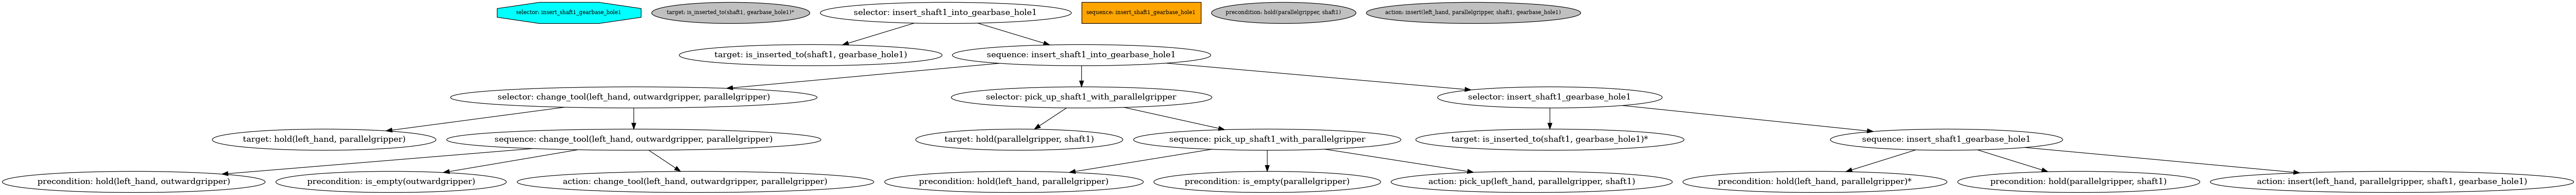 selector: insert_shaft1_gearbase_hole1
target: is_inserted_to(shaft1, gearbase_hole1)*
selector: insert_shaft1_into_gearbase_hole1
sequence: insert_shaft1_gearbase_hole1
precondition: hold(parallelgripper, shaft1)
action: insert(left_hand, parallelgripper, shaft1, gearbase_hole1)
target: is_inserted_to(shaft1, gearbase_hole1)
sequence: insert_shaft1_into_gearbase_hole1
selector: change_tool(left_hand, outwardgripper, parallelgripper)
selector: pick_up_shaft1_with_parallelgripper
selector: insert_shaft1_gearbase_hole1
target: hold(left_hand, parallelgripper)
sequence: change_tool(left_hand, outwardgripper, parallelgripper)
target: hold(parallelgripper, shaft1)
sequence: pick_up_shaft1_with_parallelgripper
target: is_inserted_to(shaft1, gearbase_hole1)*
sequence: insert_shaft1_gearbase_hole1
precondition: hold(left_hand, outwardgripper)
precondition: is_empty(outwardgripper)
action: change_tool(left_hand, outwardgripper, parallelgripper)
precondition: hold(left_hand, parallelgripper)
precondition: is_empty(parallelgripper)
action: pick_up(left_hand, parallelgripper, shaft1)
precondition: hold(left_hand, parallelgripper)*
precondition: hold(parallelgripper, shaft1)
action: insert(left_hand, parallelgripper, shaft1, gearbase_hole1)